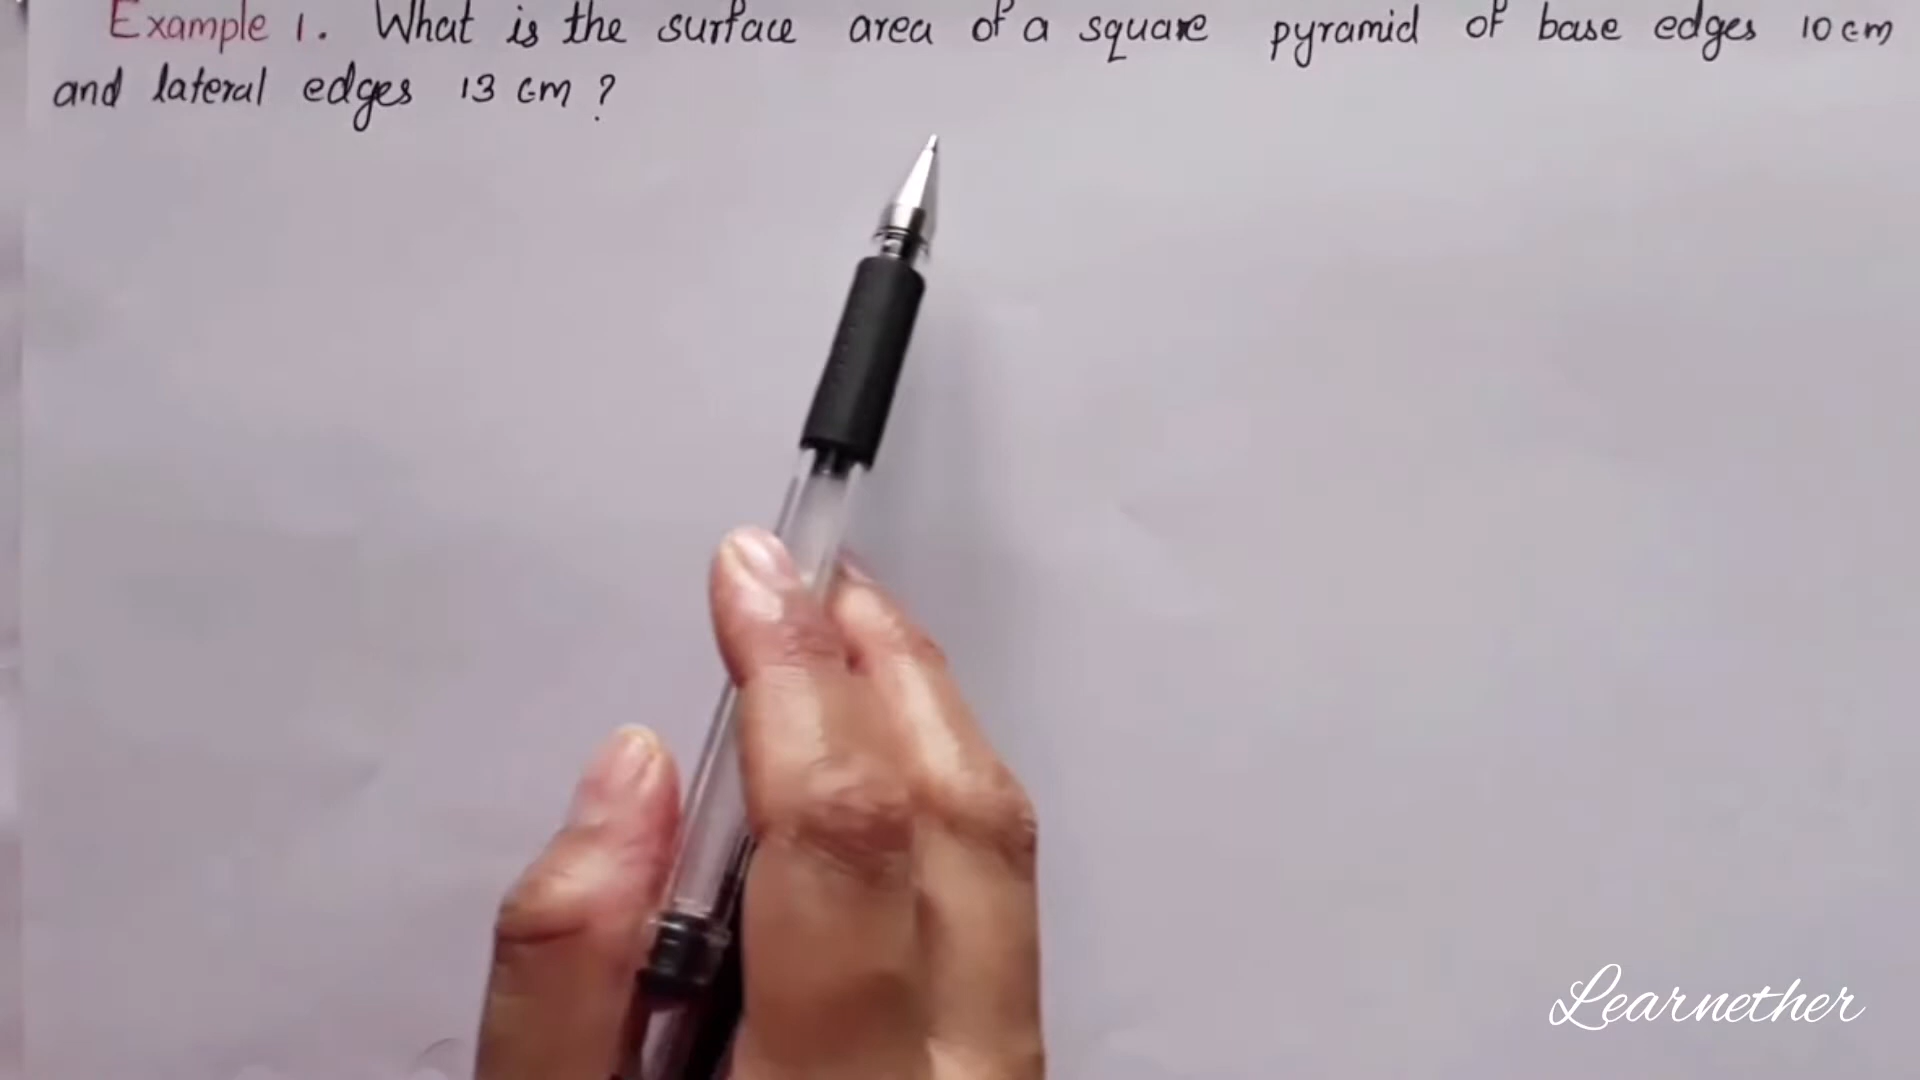 Example 1. What is the surface area of a square pyramid of base edges 10 cm
and lateral edges 13 cm ?
Learnether